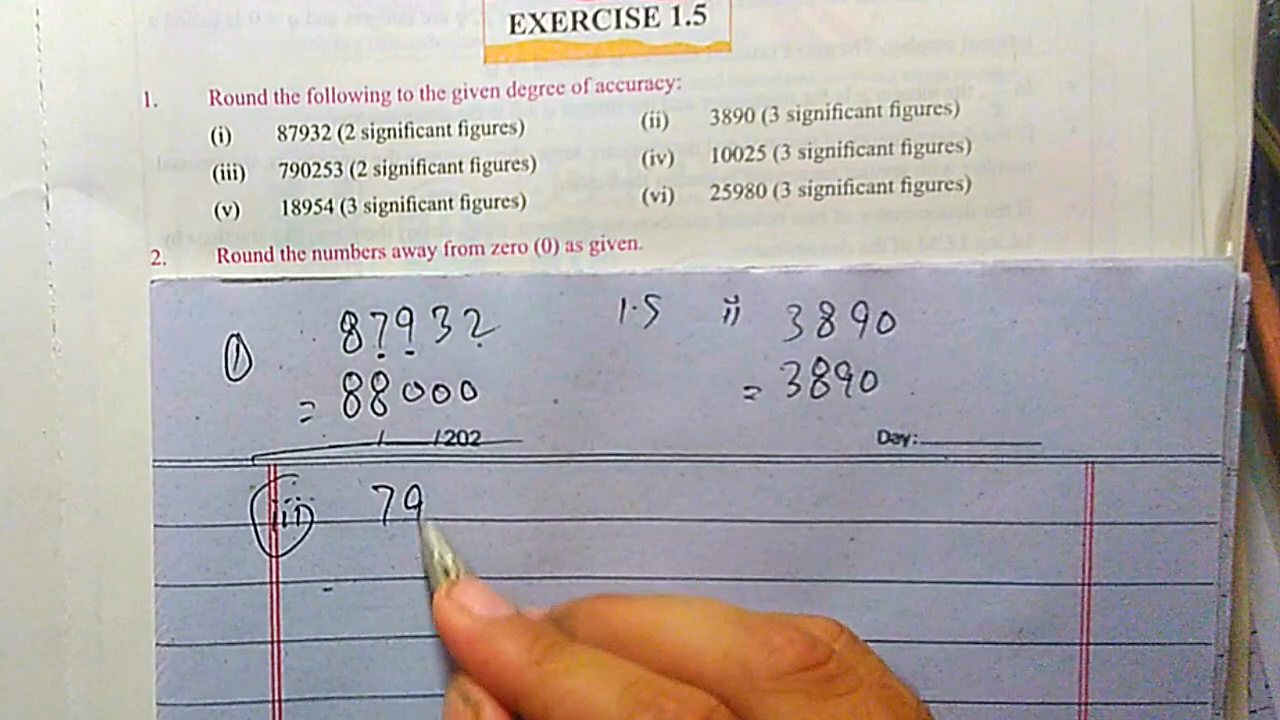 EXERCISE 1.5
1. Round the following to the given degree of accuracy:
(i) 87932 (2 significant figures) (ii) 3890 (3 significant figures)
(iii) 790253 (2 significant figures) (iv) 10025 (3 significant figures)
(v) 18954 (3 significant figures) (vi) 25980 (3 significant figures)
2. Round the numbers away from zero (0) as given.
(i) 87932 1.5 ii 3890
= 88000 = 3890
/ /202 Day:
(iii) 79